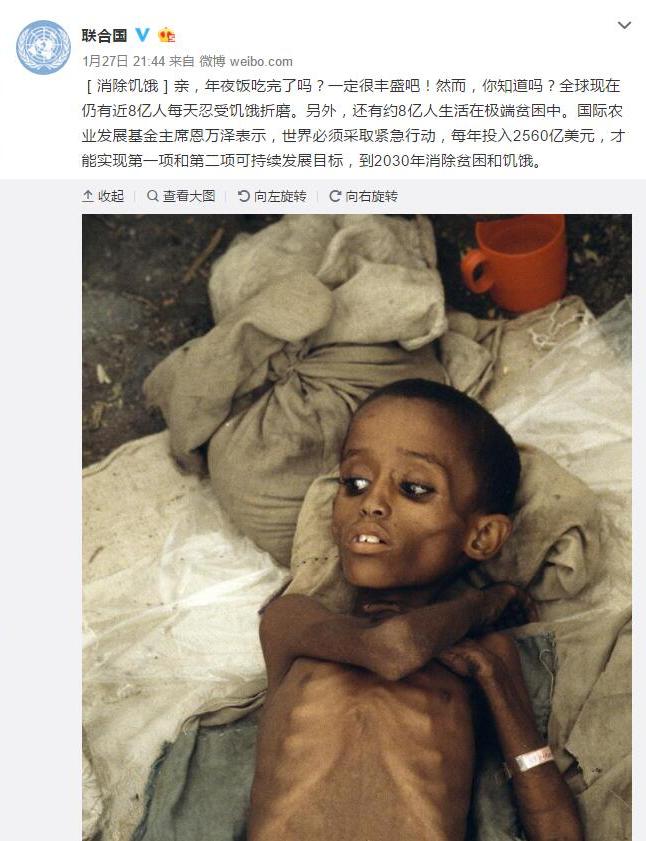 联合国
1月27日 21:44 来自 微博 weibo.com
[ 消除饥饿 ] 亲，年夜饭吃完了吗？一定很丰盛吧！然而，你知道吗？全球现在
仍有近8亿人每天忍受饥饿折磨。另外，还有约8亿人生活在极端贫困中。国际农
业发展基金主席恩万泽表示，世界必须采取紧急行动，每年投入2560亿美元，才
能实现第一项和第二项可持续发展目标，到2030年消除贫困和饥饿。
收起 查看大图 向左旋转 向右旋转